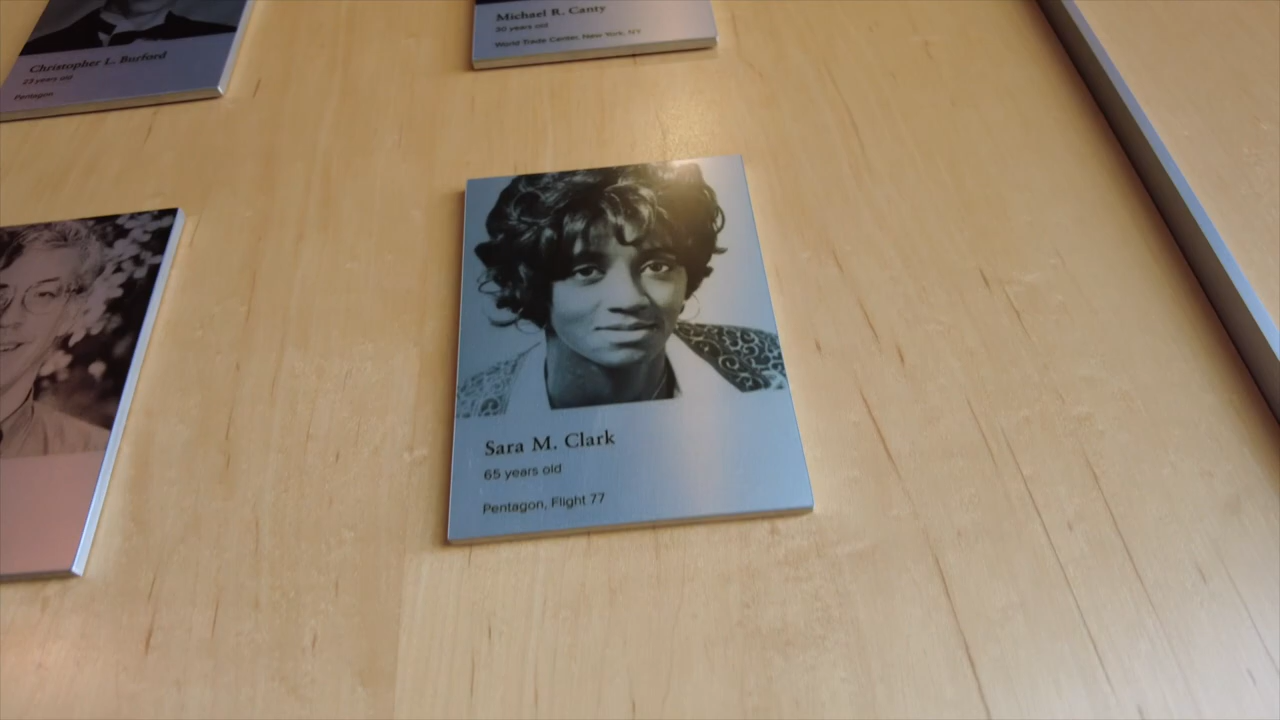 Christopher L. Burford
23 years old
Pentagon
Michael R. Canty
30 years old
World Trade Center, New York, NY
Sara M. Clark
65 years old
Pentagon, Flight 77